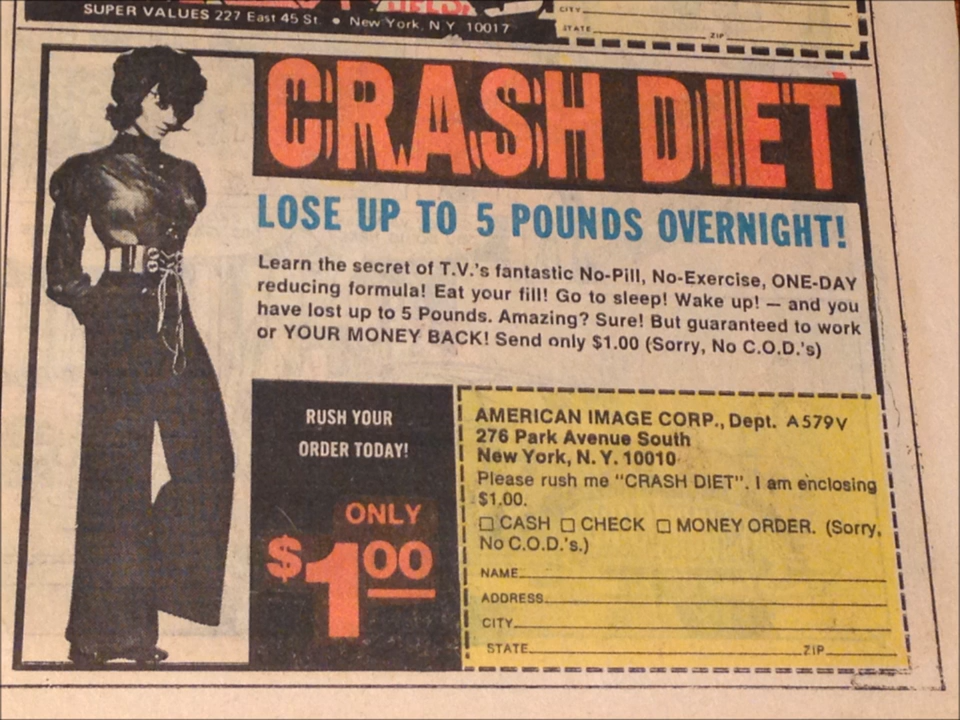 SUPER VALUES 227 East 45 St. ● New York, N.Y. 10017
CITY
STATE ZIP
CRASH DIET
LOSE UP TO 5 POUNDS OVERNIGHT!
Learn the secret of T.V.'s fantastic No-Pill, No-Exercise, ONE-DAY
reducing formula! Eat your fill! Go to sleep! Wake up! — and you
have lost up to 5 Pounds. Amazing? Sure! But guaranteed to work
or YOUR MONEY BACK! Send only $1.00 (Sorry, No C.O.D.'s)
RUSH YOUR
ORDER TODAY!
ONLY
$1.00
AMERICAN IMAGE CORP., Dept. A579V
276 Park Avenue South
New York, N.Y. 10010
Please rush me "CRASH DIET". I am enclosing
$1.00.
☐ CASH ☐ CHECK ☐ MONEY ORDER. (Sorry,
No C.O.D.'s.)
NAME
ADDRESS
CITY
STATE ZIP